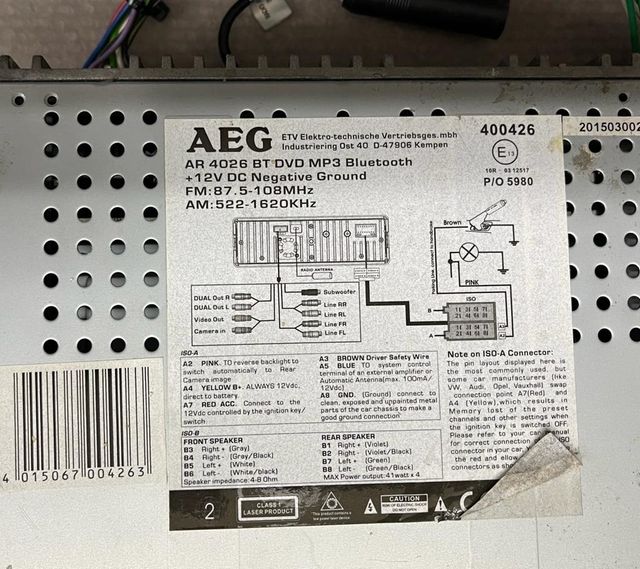 AEG
ETV Elektro-technische Vertriebsges.mbh
Industriering Ost 40 D-47906 Kempen
400426
E13
10R - 0312517
P/O 5980
201503002
AR 4026 BT DVD MP3 Bluetooth
+12V DC Negative Ground
FM: 87.5-108MHz
AM: 522-1620KHz
RADIO ANTENNA
DUAL Out R
DUAL Out L
Video Out
Camera in
Subwoofer
Line RR
Line RL
Line FR
Line FL
Brown
PINK
ISO
B
A
ISO-A
A2 PINK. TO reverse backlight to
switch automatically to Rear
Camera image
A4 YELLOW B+. ALWAYS 12Vdc,
direct to battery
A7 RED ACC. Connect to the
12Vdc controlled by the ignition key/
switch
A3 BROWN Driver Safety Wire
A5 BLUE TO system control
terminal of an external amplifier or
Automatic Antenna(max. 100mA/
12Vdc)
A8 GND. (Ground) connect to
clean, exposed and unpainted metal
parts of the car chassis to make a
good ground connection
ISO-B
FRONT SPEAKER
B3 Right + (Gray)
B4 Right - (Gray/Black)
B5 Left + (White)
B6 Left - (White/black)
Speaker impedance: 4-8 Ohm
REAR SPEAKER
B1 Right + (Violet)
B2 Right - (Violet/Black)
B7 Left + (Green)
B8 Left - (Green/Black)
MAX Power output: 41watt x 4
Note on ISO-A Connector:
The pin layout displayed here is
the most commonly used, but
some car manufacturers (like
VW, Audi, Opel, Vauxhall) swap
connection point A7(Red) and
A4 (Yellow),which results in
Memory lost of the preset
channels and other settings when
the ignition key is switched OFF.
Please refer to your car manual
for correct connection ISO
connector in your car,
the red and yellow
connectors as
4 015067 004263
2
CLASS 1
LASER PRODUCT
CAUTION
RISK OF ELECTRIC SHOCK